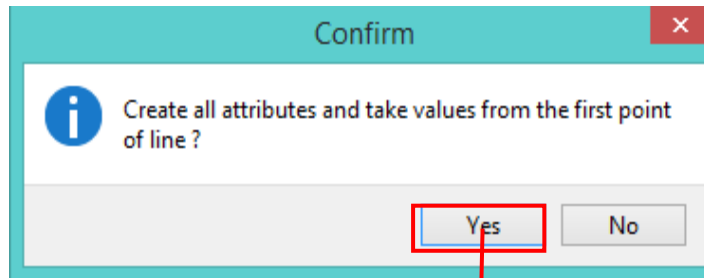 Confirm
Create all attributes and take values from the first point
of line ?
Yes No